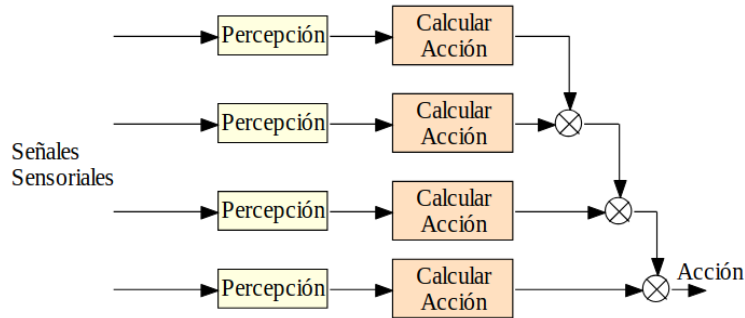 Percepción
Calcular
Acción
Percepción
Calcular
Acción
Señales
Sensoriales
Percepción
Calcular
Acción
Percepción
Calcular
Acción
Acción